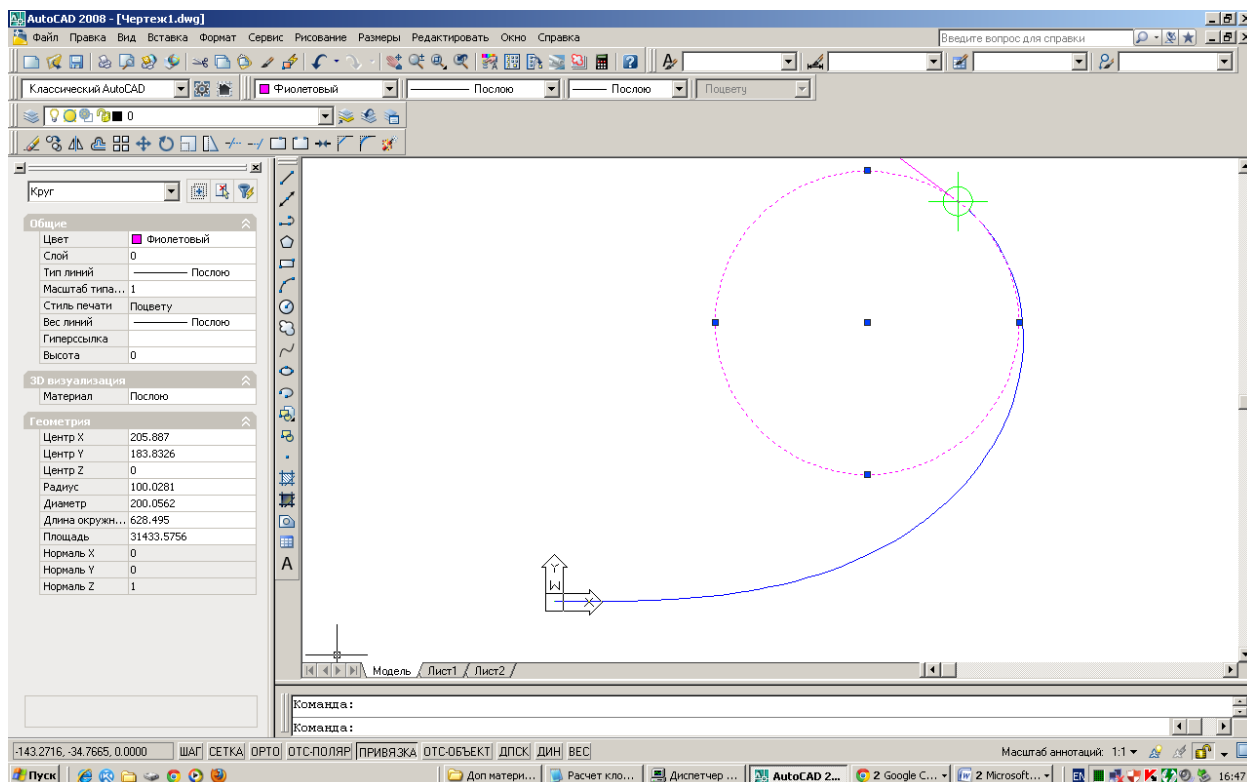 AutoCAD 2008 - [Чертеж1.dwg]
Файл Правка Вид Вставка Формат Сервис Рисование Размеры Редактировать Окно Справка
Введите вопрос для справки
Классический AutoCAD
Фиолетовый
Послою
Послою
Поцвету
0
Круг
Общие
Цвет Фиолетовый
Слой 0
Тип линий Послою
Масштаб типа... 1
Стиль печати Поцвету
Вес линий Послою
Гиперссылка
Высота 0
3D визуализация
Материал Послою
Геометрия
Центр X 205.887
Центр Y 183.8326
Центр Z 0
Радиус 100.0281
Диаметр 200.0562
Длина окружн... 628.495
Площадь 31433.5756
Нормаль X 0
Нормаль Y 0
Нормаль Z 1
A
Y
W
X
Модель Лист1 Лист2
Команда:
Команда:
-143.2716, -34.7665, 0.0000 ШАГ СЕТКА ОРТО ОТС-ПОЛЯР ПРИВЯЗКА ОТС-ОБЪЕКТ ДПСК ДИН ВЕС Масштаб аннотаций: 1:1
Пуск Доп матери... Расчет кло... Диспетчер ... AutoCAD 2... 2 Google C... 2 Microsoft... EN 16:47